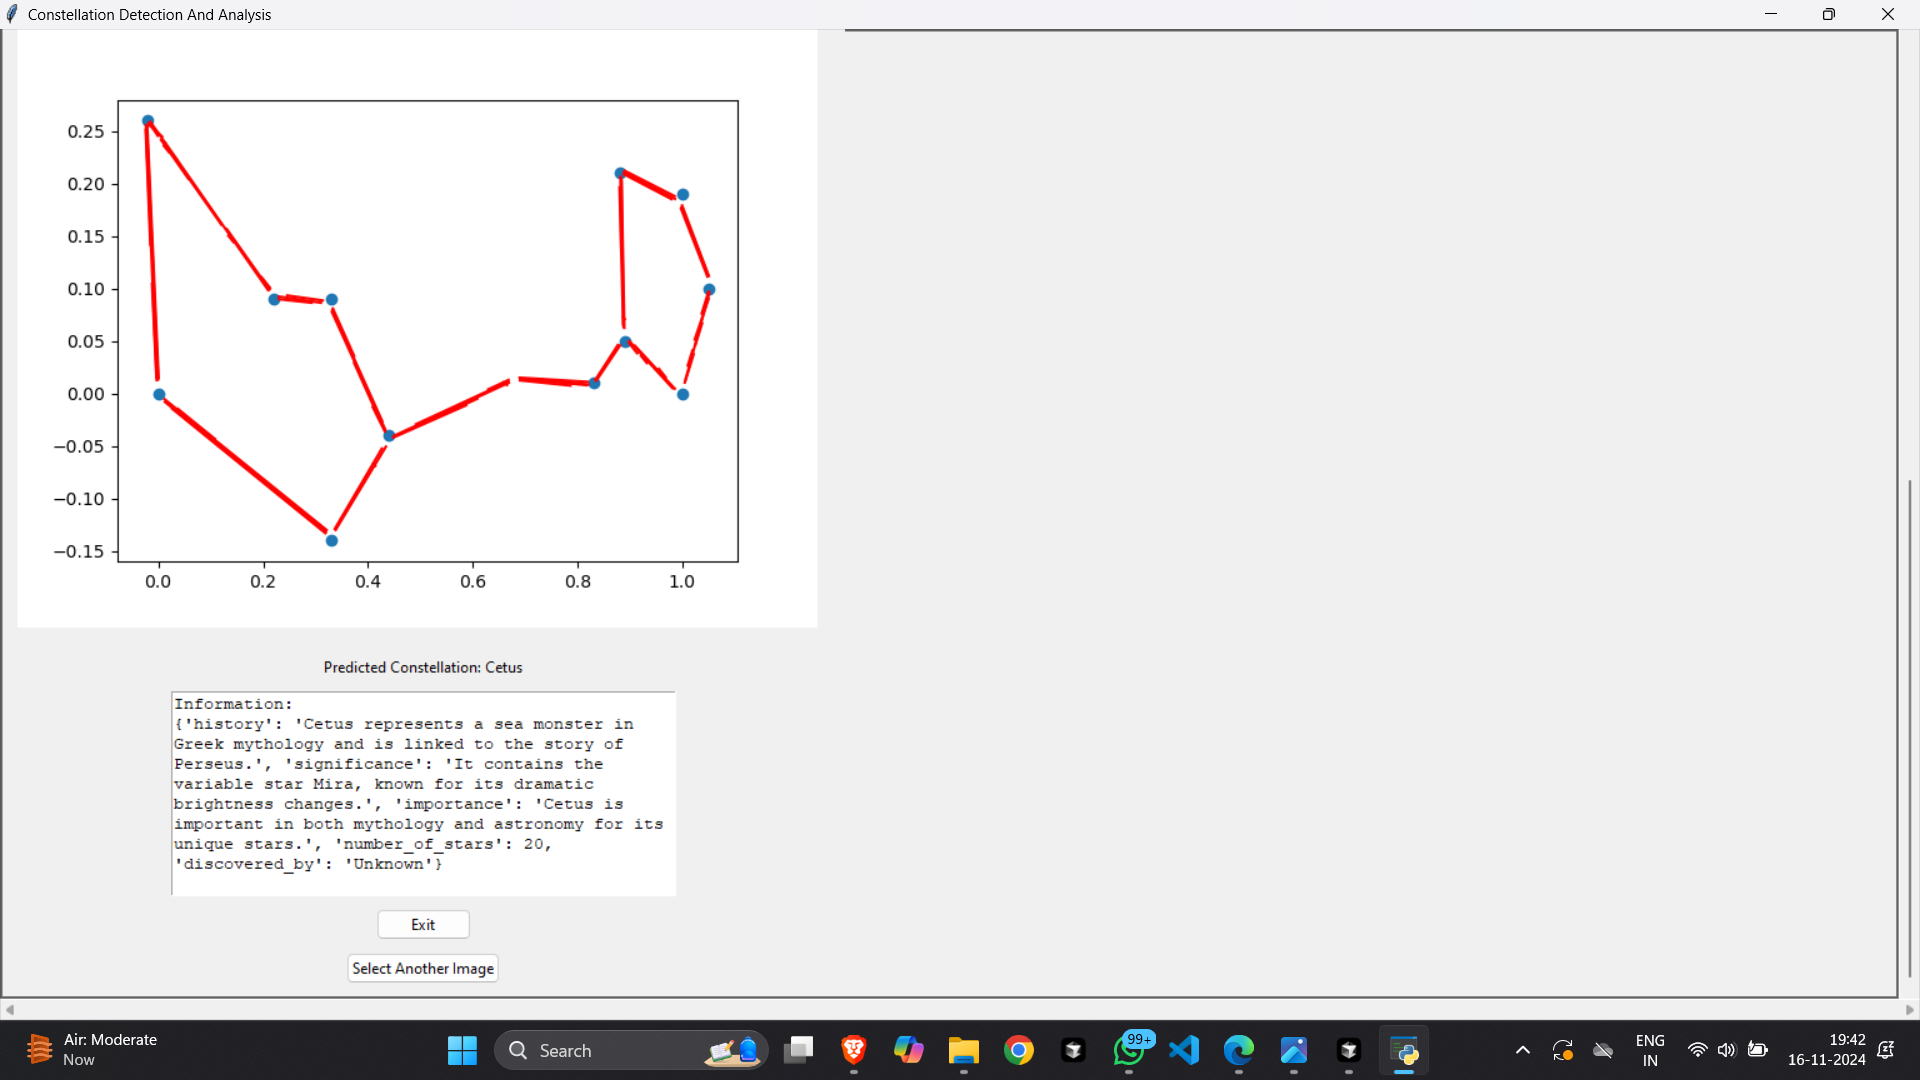 Constellation Detection And Analysis
0.25
0.20
0.15
0.10
0.05
0.00
−0.05
−0.10
−0.15
0.0 0.2 0.4 0.6 0.8 1.0
Predicted Constellation: Cetus
Information:
{'history': 'Cetus represents a sea monster in
Greek mythology and is linked to the story of
Perseus.', 'significance': 'It contains the
variable star Mira, known for its dramatic
brightness changes.', 'importance': 'Cetus is
important in both mythology and astronomy for its
unique stars.', 'number_of_stars': 20,
'discovered_by': 'Unknown'}
Exit
Select Another Image
Air: Moderate
Now
Search
99+
ENG
IN
19:42
16-11-2024